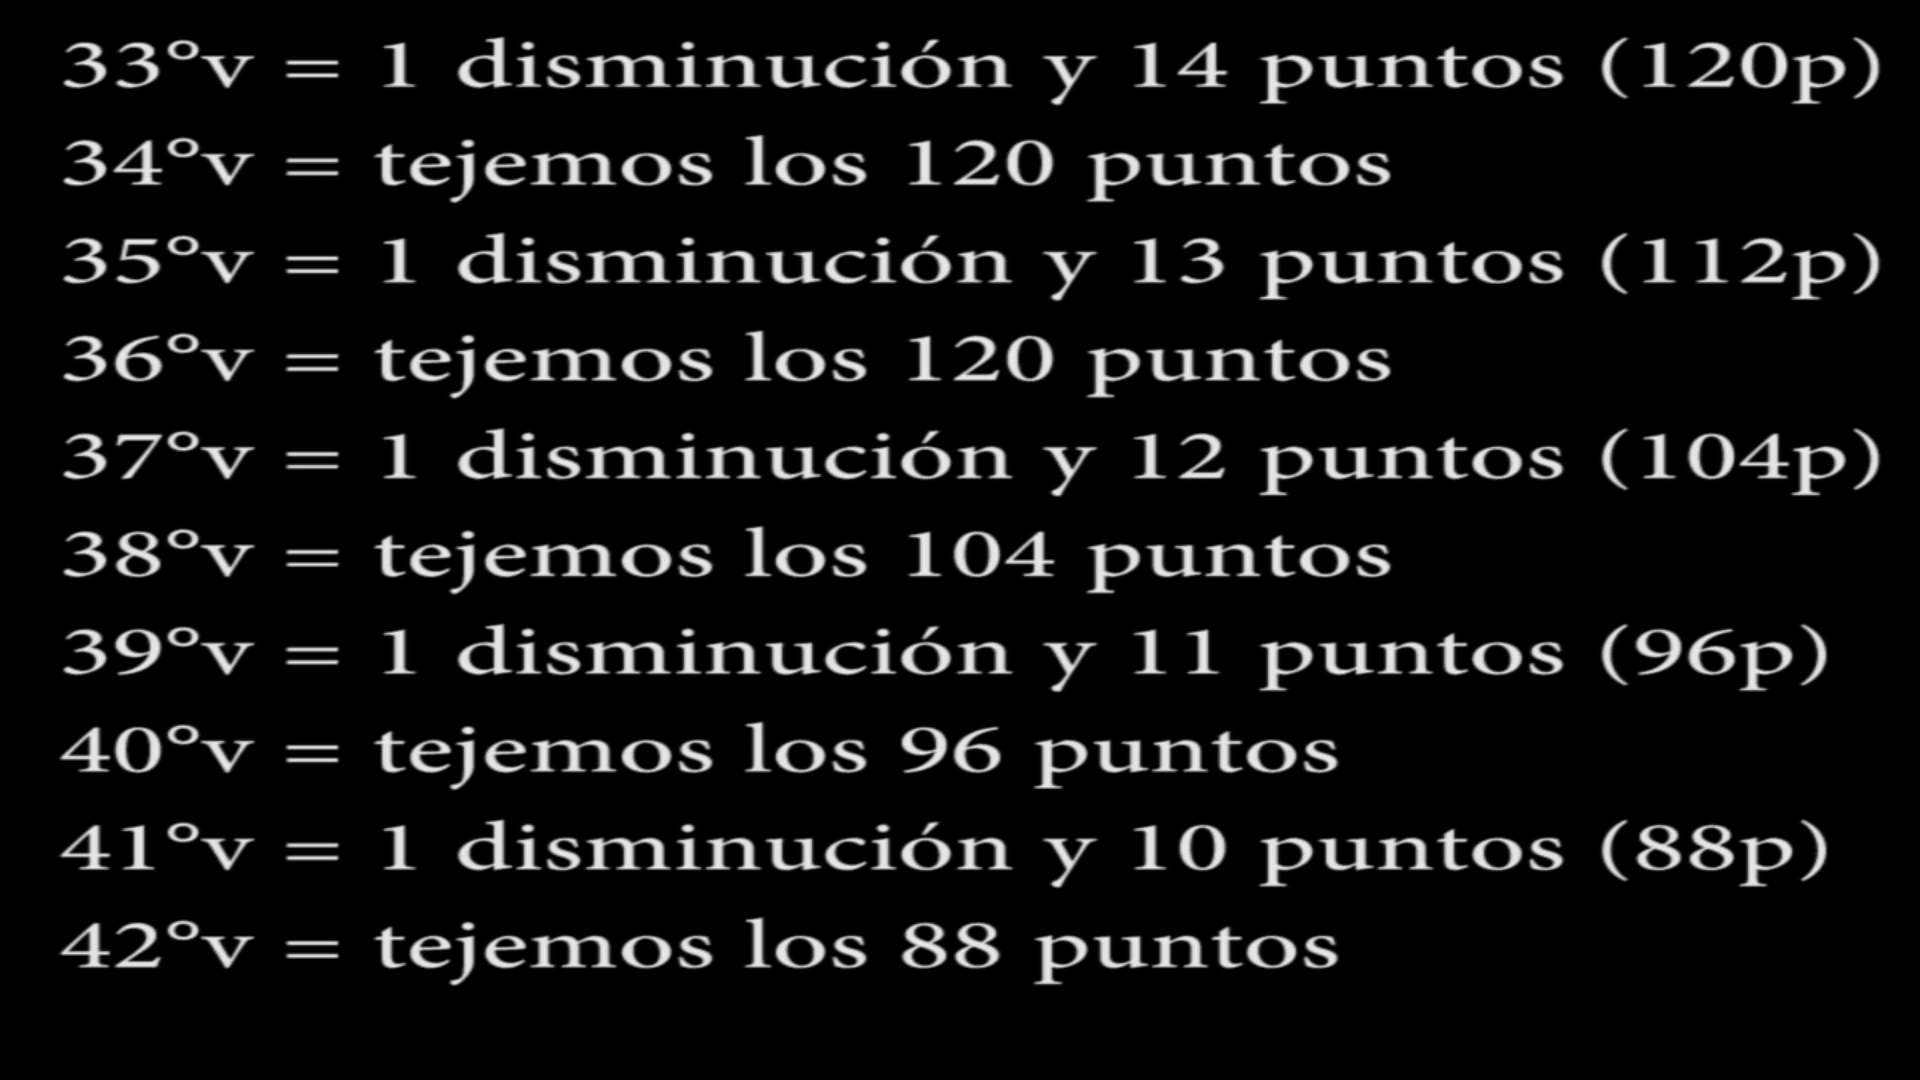 33°v = 1 disminución y 14 puntos (120p)
34°v = tejemos los 120 puntos
35°v = 1 disminución y 13 puntos (112p)
36°v = tejemos los 120 puntos
37°v = 1 disminución y 12 puntos (104p)
38°v = tejemos los 104 puntos
39°v = 1 disminución y 11 puntos (96p)
40°v = tejemos los 96 puntos
41°v = 1 disminución y 10 puntos (88p)
42°v = tejemos los 88 puntos